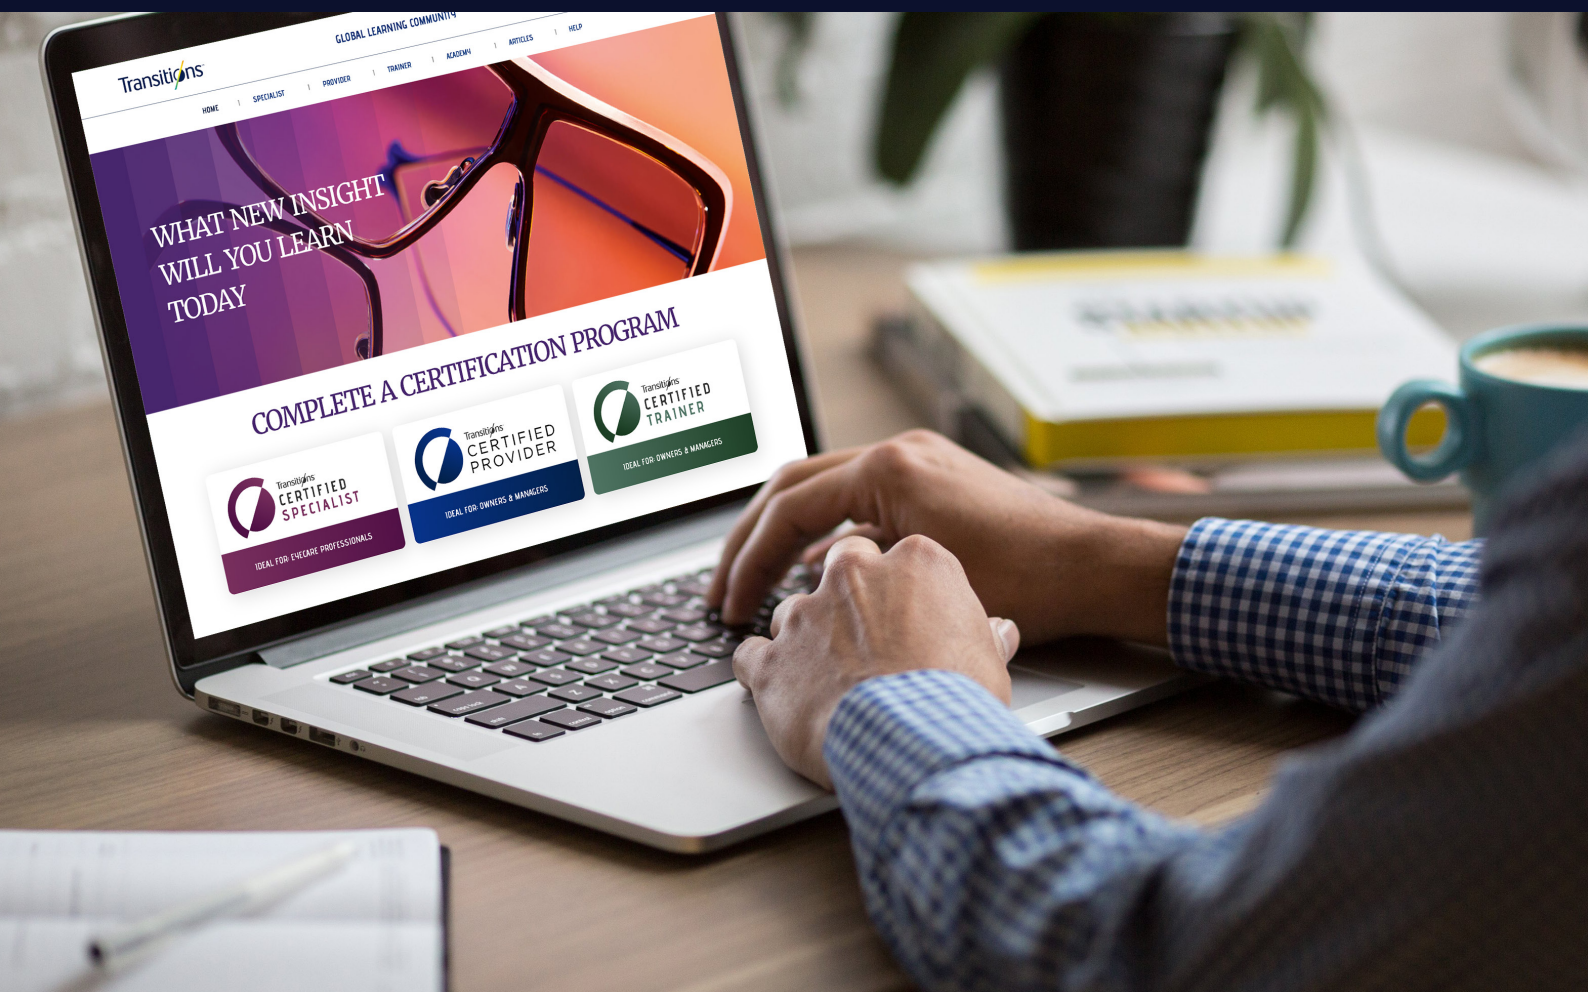 GLOBAL LEARNING COMMUNITY
Transitions
HOME | SPECIALIST | PROVIDER | TRAINER | ACADEMY | ARTICLES | HELP
WHAT NEW INSIGHT
WILL YOU LEARN
TODAY
COMPLETE A CERTIFICATION PROGRAM
Transitions
CERTIFIED
SPECIALIST
IDEAL FOR: EYECARE PROFESSIONALS
Transitions
CERTIFIED
PROVIDER
IDEAL FOR: OWNERS & MANAGERS
Transitions
CERTIFIED
TRAINER
IDEAL FOR: OWNERS & MANAGERS